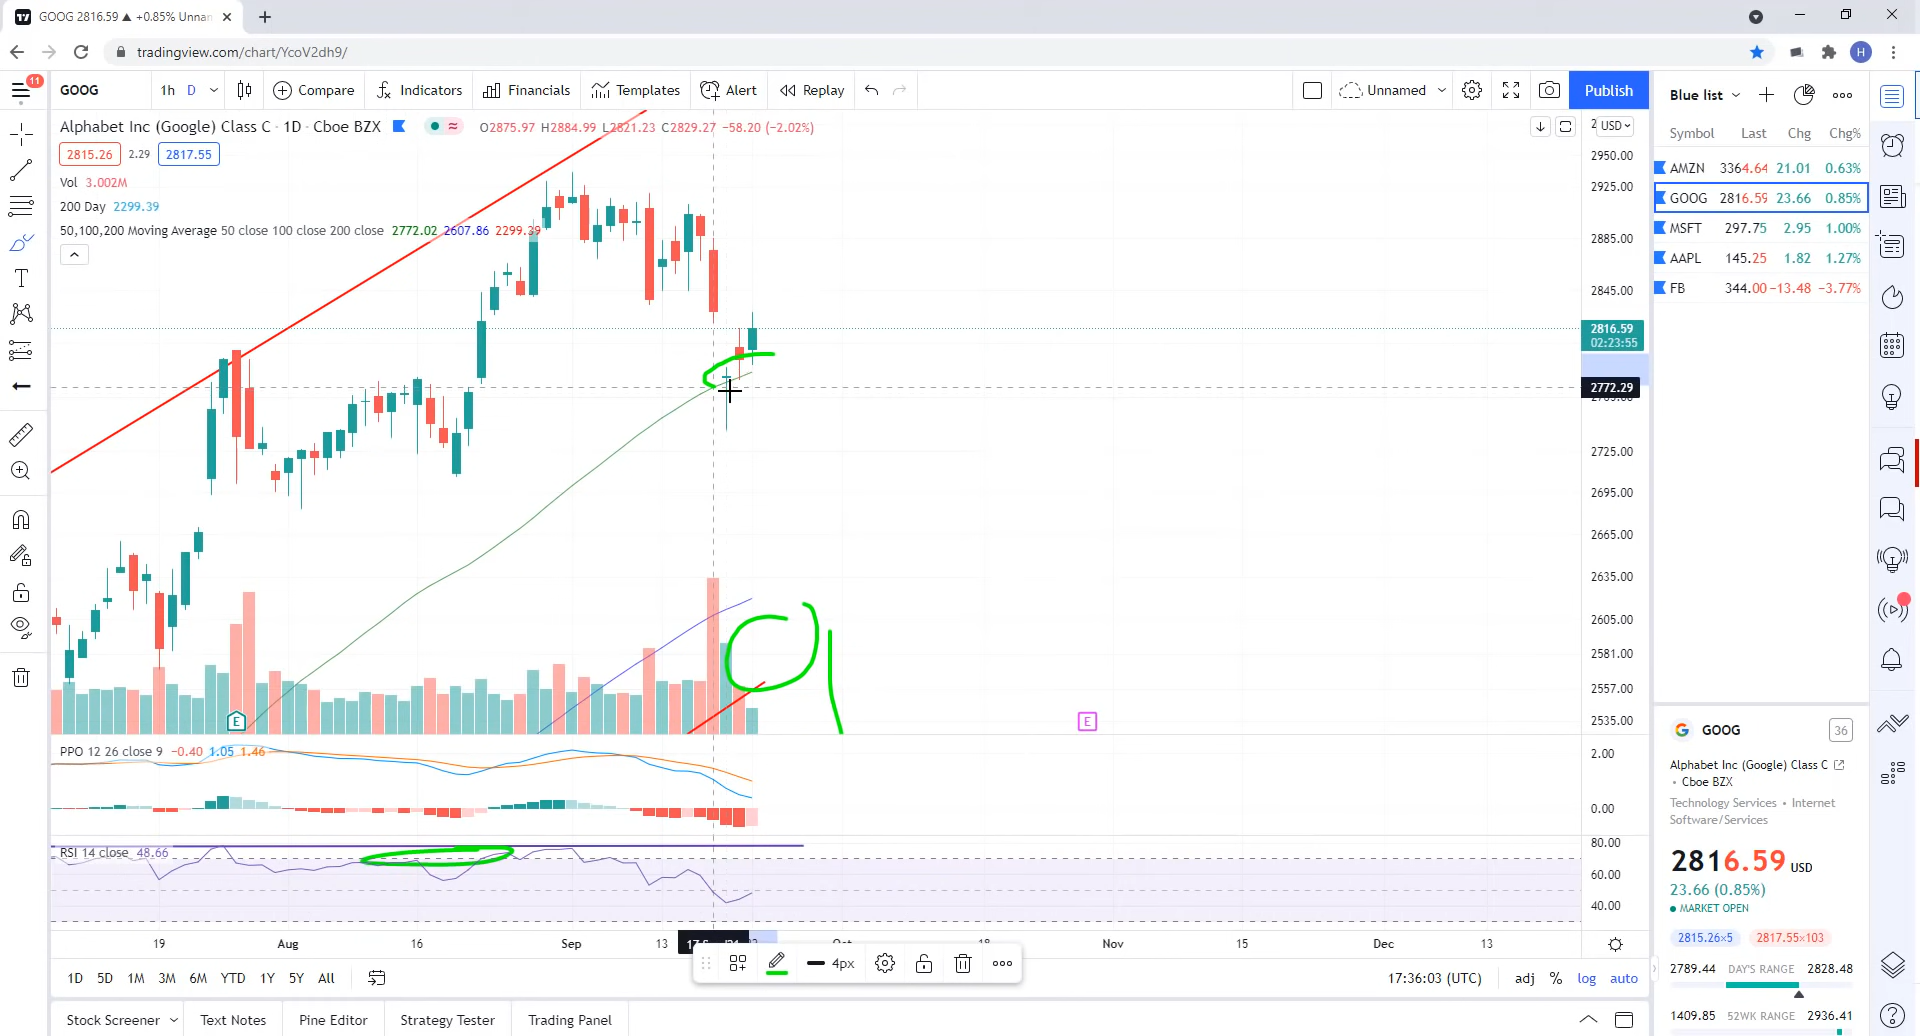 GOOG 2816.59 ▲ +0.85% Unnan
tradingview.com/chart/YcoV2dh9/
H
11
GOOG
1h D
Compare
Indicators
Financials
Templates
Alert
Replay
Unnamed
Publish
Alphabet Inc (Google) Class C · 1D · Cboe BZX
O2875.97 H2884.99 L2821.23 C2829.27 −58.20 (−2.02%)
2815.26 2.29 2817.55
Vol 3.002M
200 Day 2299.39
50,100,200 Moving Average 50 close 100 close 200 close 2772.02 2607.86 2299.39
USD
2950.00
2925.00
2885.00
2845.00
2816.59
02:23:55
2772.29
2725.00
2695.00
2665.00
2635.00
2605.00
2581.00
2557.00
2535.00
E
E
PPO 12 26 close 9 −0.40 1.05 1.46
2.00
0.00
RSI 14 close 48.66
80.00
60.00
40.00
19 Aug 16 Sep 13 Oct 18 Nov 15 Dec 13
4px
1D 5D 1M 3M 6M YTD 1Y 5Y All
17:36:03 (UTC) adj % log auto
Stock Screener Text Notes Pine Editor Strategy Tester Trading Panel
Blue list
Symbol Last Chg Chg%
AMZN 3364.64 21.01 0.63%
GOOG 2816.59 23.66 0.85%
MSFT 297.75 2.95 1.00%
AAPL 145.25 1.82 1.27%
FB 344.00 −13.48 −3.77%
GOOG
36
Alphabet Inc (Google) Class C
• Cboe BZX
Technology Services • Internet
Software/Services
2816.59 USD
23.66 (0.85%)
MARKET OPEN
2815.26×5 2817.55×103
2789.44 DAY'S RANGE 2828.48
1409.85 52WK RANGE 2936.41